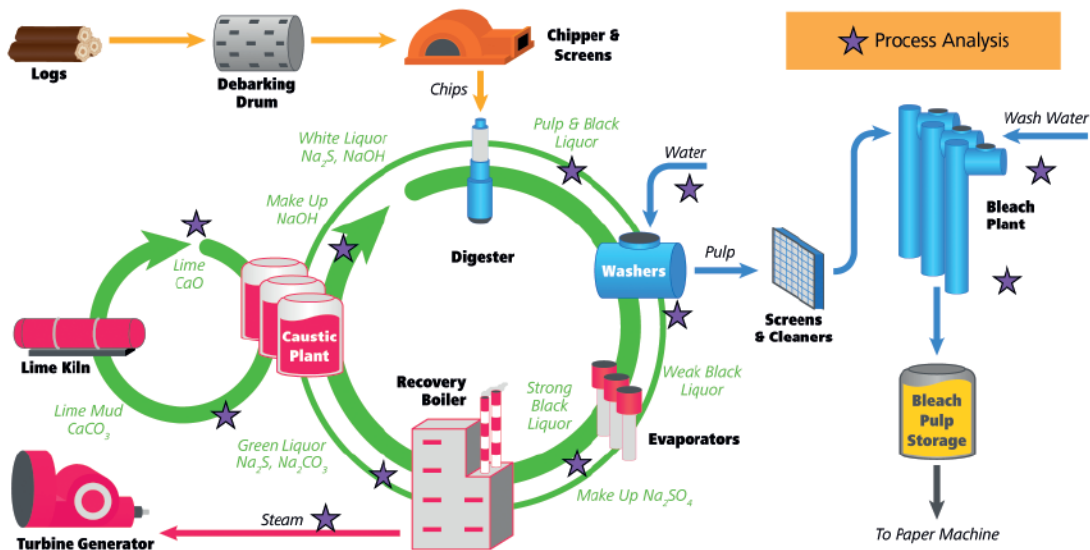 Logs
Debarking
Drum
Chipper &
Screens
Process Analysis
Chips
White Liquor
Na₂S, NaOH
Pulp & Black
Liquor
Water
Wash Water
Make Up
NaOH
Bleach
Plant
Digester
Washers
Pulp
Lime
CaO
Screens
& Cleaners
Caustic
Plant
Lime Kiln
Recovery
Boiler
Strong
Black
Liquor
Weak Black
Liquor
Evaporators
Lime Mud
CaCO₃
Green Liquor
Na₂S, Na₂CO₃
Bleach
Pulp
Storage
Make Up Na₂SO₄
Steam
Turbine Generator
To Paper Machine